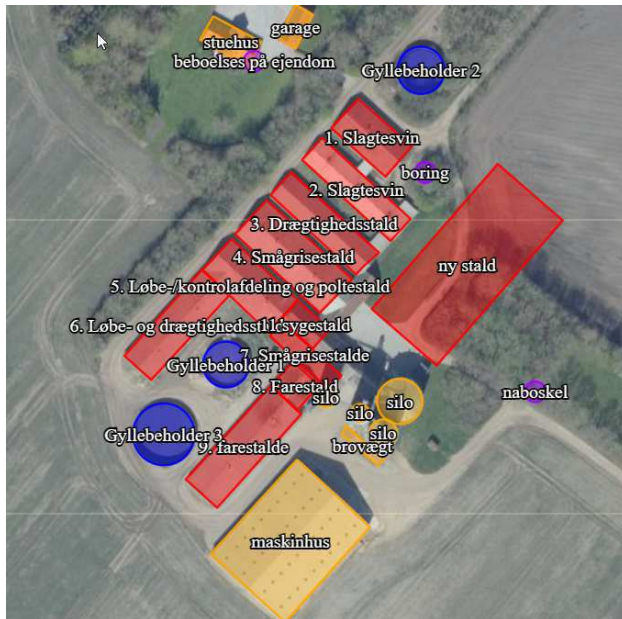 garage
stuehus
beboelses på ejendom
Gyllebeholder 2
1. Slagtesvin
boring
2. Slagtesvin
3. Drægtighedsstald
4. Smågrisestald
ny stald
5. Løbe-/kontrolafdeling og poltestald
6. Løbe- og drægtighedsstald
11. sygestald
7. Smågrisestalde
Gyllebeholder 1
8. Farestald
silo
naboskel
silo
silo
silo
Gyllebeholder 3
9. farestalde
brovægt
maskinhus